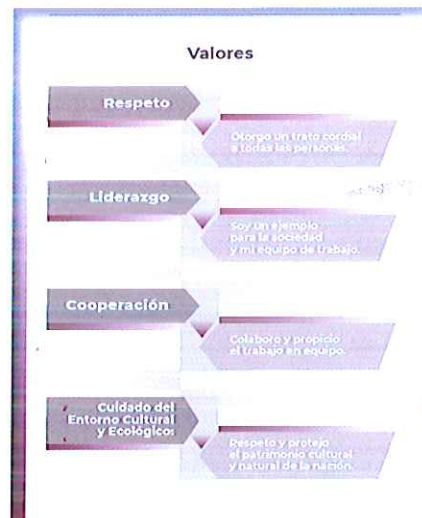 Valores
Respeto
Otorgo un trato cordial
a todas las personas.
Liderazgo
Soy un ejemplo
para la sociedad
y mi equipo de trabajo.
Cooperación
Colaboro y propicio
el trabajo en equipo.
Cuidado del
Entorno Cultural
y Ecológico:
Respeto y protejo
el patrimonio cultural
y natural de la nación.